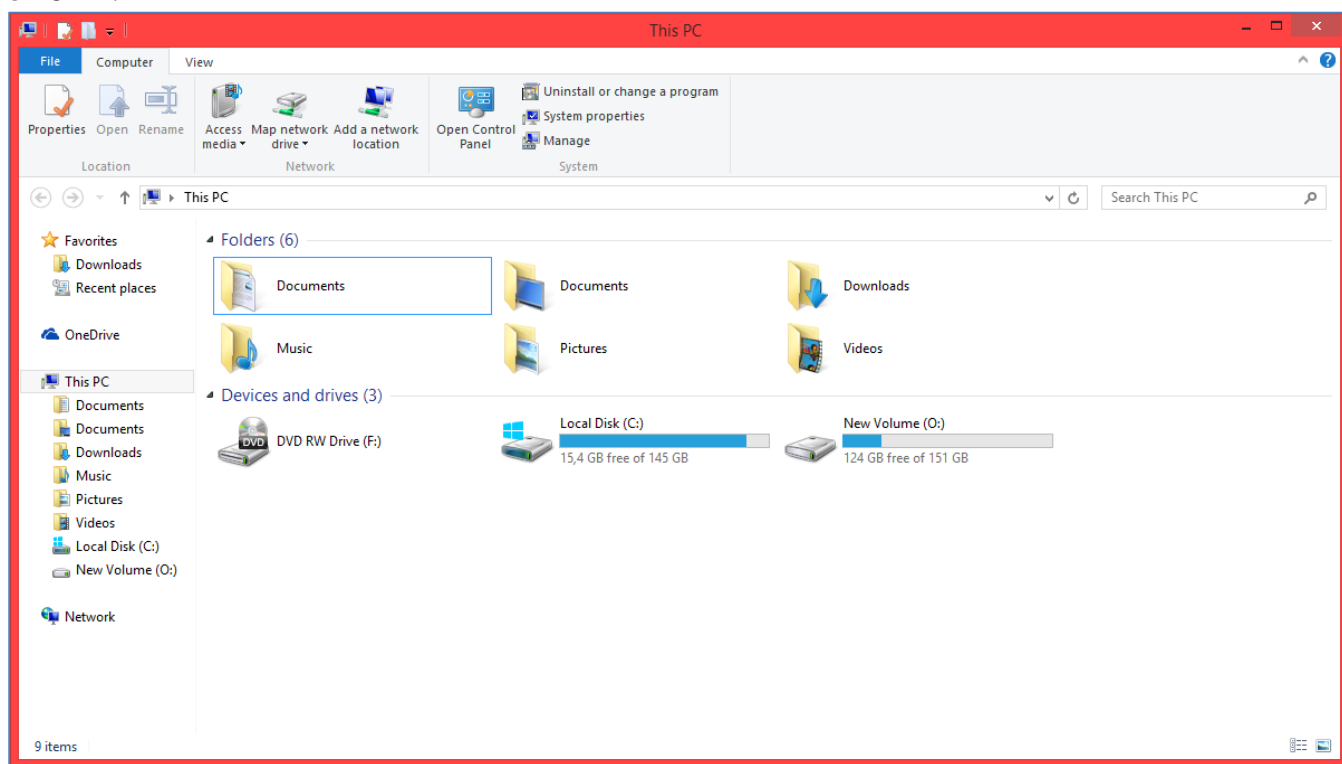 This PC
File Computer View
Properties Open Rename
Access media
Map network drive
Add a network location
Open Control Panel
Uninstall or change a program
System properties
Manage
Location Network System
This PC
Search This PC
Favorites
Downloads
Recent places
OneDrive
This PC
Documents
Documents
Downloads
Music
Pictures
Videos
Local Disk (C:)
New Volume (O:)
Network
Folders (6)
Documents Documents Downloads
Music Pictures Videos
Devices and drives (3)
DVD
DVD RW Drive (F:)
Local Disk (C:)
15,4 GB free of 145 GB
New Volume (O:)
124 GB free of 151 GB
9 items